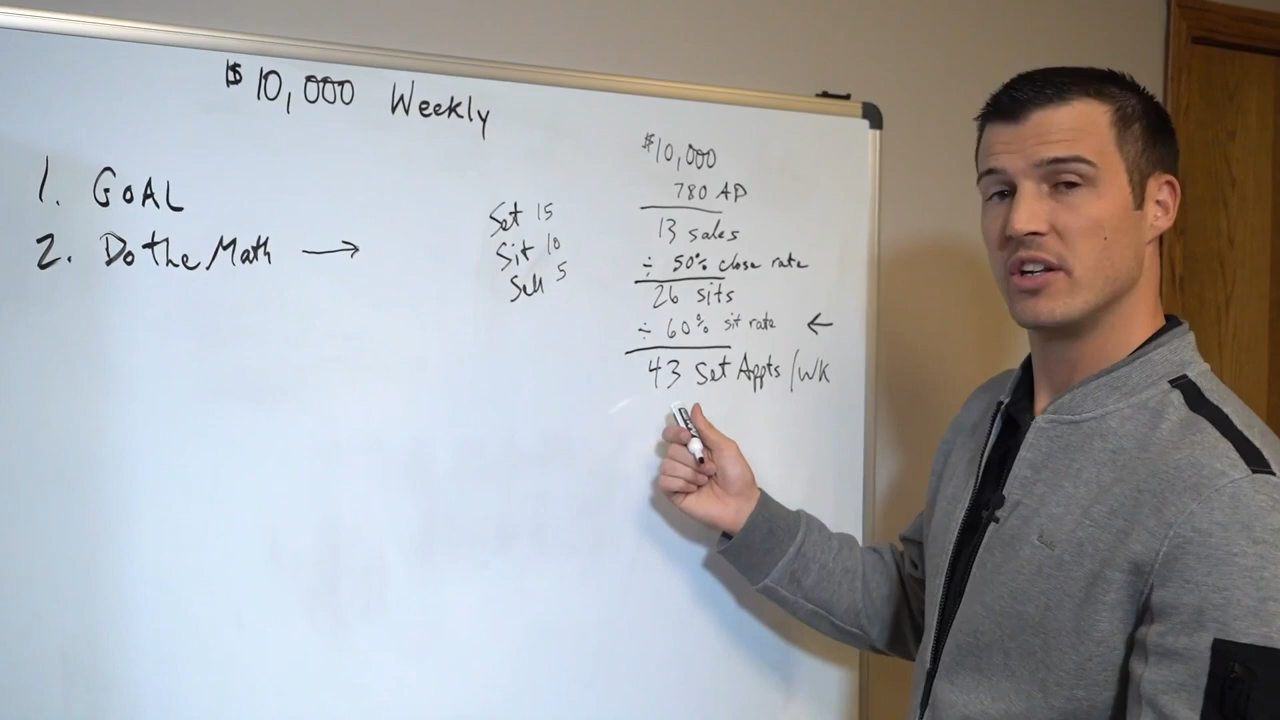 $10,000 Weekly
1. GOAL
2. Do the Math →
Set 15
Sit 10
Sell 5
$10,000
780 AP
13 sales
÷ 50% close rate
26 sits
÷ 60% sit rate ←
43 Set Appts/WK